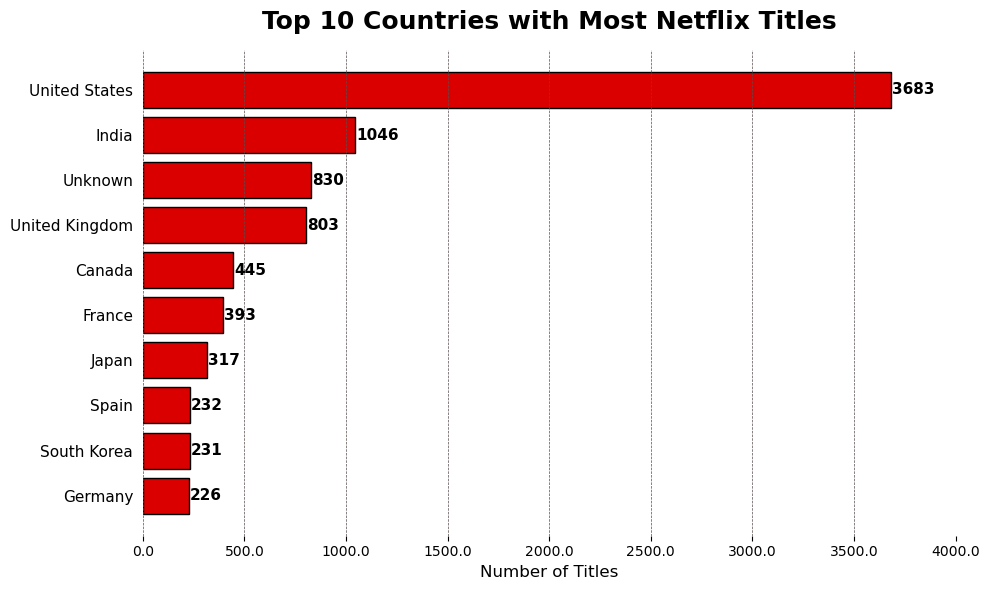 Top 10 Countries with Most Netflix Titles
United States 3683
India 1046
Unknown 830
United Kingdom 803
Canada 445
France 393
Japan 317
Spain 232
South Korea 231
Germany 226
0.0 500.0 1000.0 1500.0 2000.0 2500.0 3000.0 3500.0 4000.0
Number of Titles